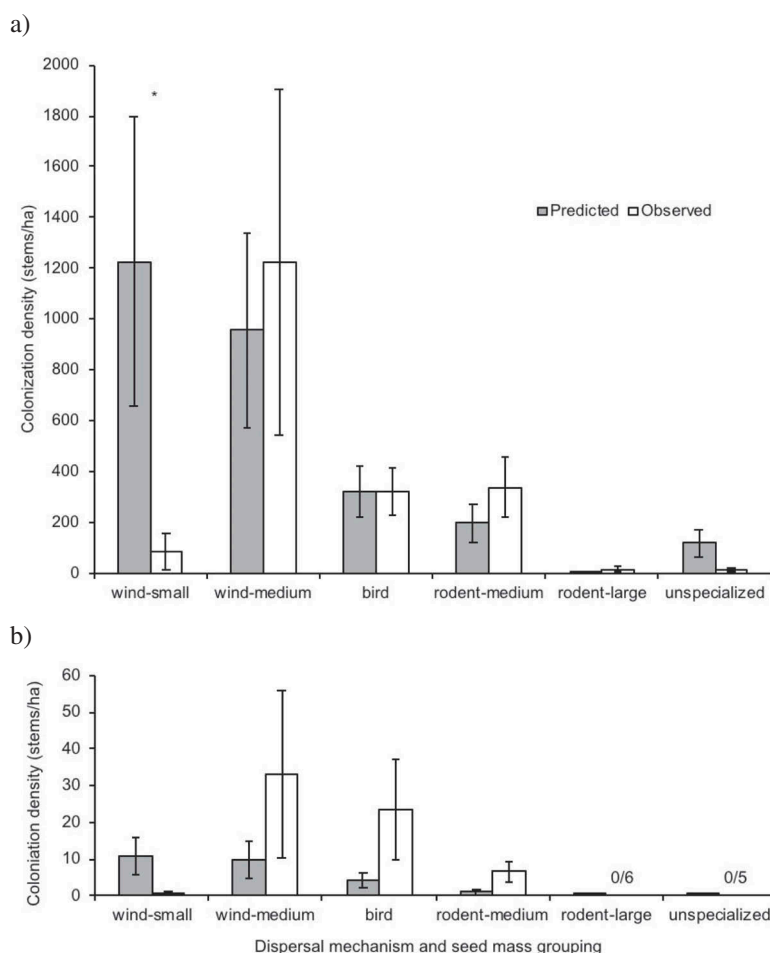 a)
2000
1800
1600
1400
1200
1000
800
600
400
200
0
Colonization density (stems/ha)
*
Predicted Observed
wind-small wind-medium bird rodent-medium rodent-large unspecialized
b)
60
50
40
30
20
10
0
Coloniation density (stems/ha)
0/6 0/5
wind-small wind-medium bird rodent-medium rodent-large unspecialized
Dispersal mechanism and seed mass grouping